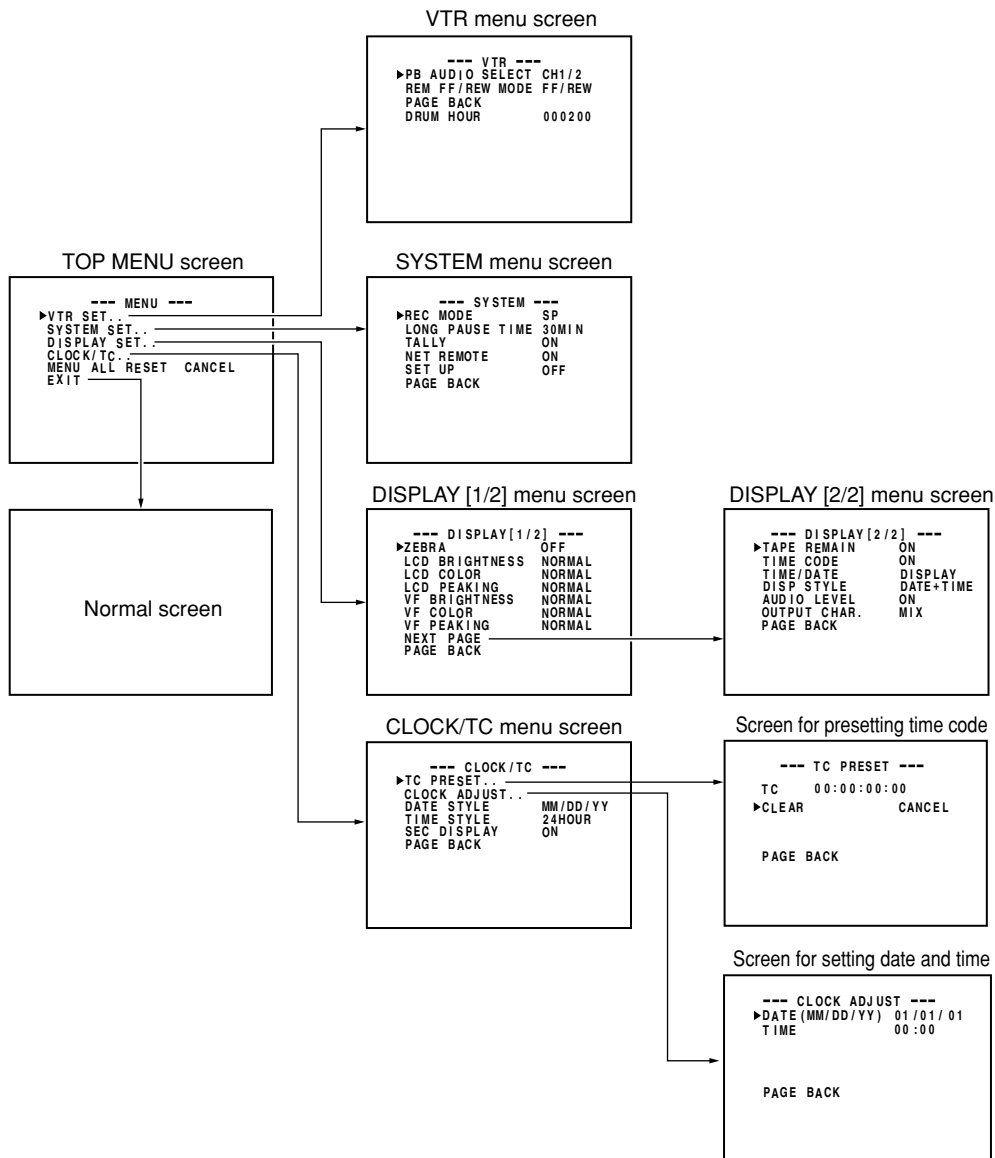 VTR menu screen
--- VTR ---
▶PB AUDIO SELECT CH1/2
REM FF/REW MODE FF/REW
PAGE BACK
DRUM HOUR 000200
TOP MENU screen
--- MENU ---
▶VTR SET..
SYSTEM SET..
DISPLAY SET..
CLOCK/TC..
MENU ALL RESET CANCEL
EXIT
SYSTEM menu screen
--- SYSTEM ---
▶REC MODE SP
LONG PAUSE TIME 30MIN
TALLY ON
NET REMOTE ON
SET UP OFF
PAGE BACK
Normal screen
DISPLAY [1/2] menu screen
--- DISPLAY[1/2] ---
▶ZEBRA OFF
LCD BRIGHTNESS NORMAL
LCD COLOR NORMAL
LCD PEAKING NORMAL
VF BRIGHTNESS NORMAL
VF COLOR NORMAL
VF PEAKING NORMAL
NEXT PAGE
PAGE BACK
DISPLAY [2/2] menu screen
--- DISPLAY[2/2] ---
▶TAPE REMAIN ON
TIME CODE ON
TIME/DATE DISPLAY
DISP STYLE DATE+TIME
AUDIO LEVEL ON
OUTPUT CHAR. MIX
PAGE BACK
CLOCK/TC menu screen
--- CLOCK/TC ---
▶TC PRESET..
CLOCK ADJUST..
DATE STYLE MM/DD/YY
TIME STYLE 24HOUR
SEC DISPLAY ON
PAGE BACK
Screen for presetting time code
--- TC PRESET ---
TC 00:00:00:00
▶CLEAR CANCEL
PAGE BACK
Screen for setting date and time
--- CLOCK ADJUST ---
▶DATE(MM/DD/YY) 01/01/01
TIME 00:00
PAGE BACK